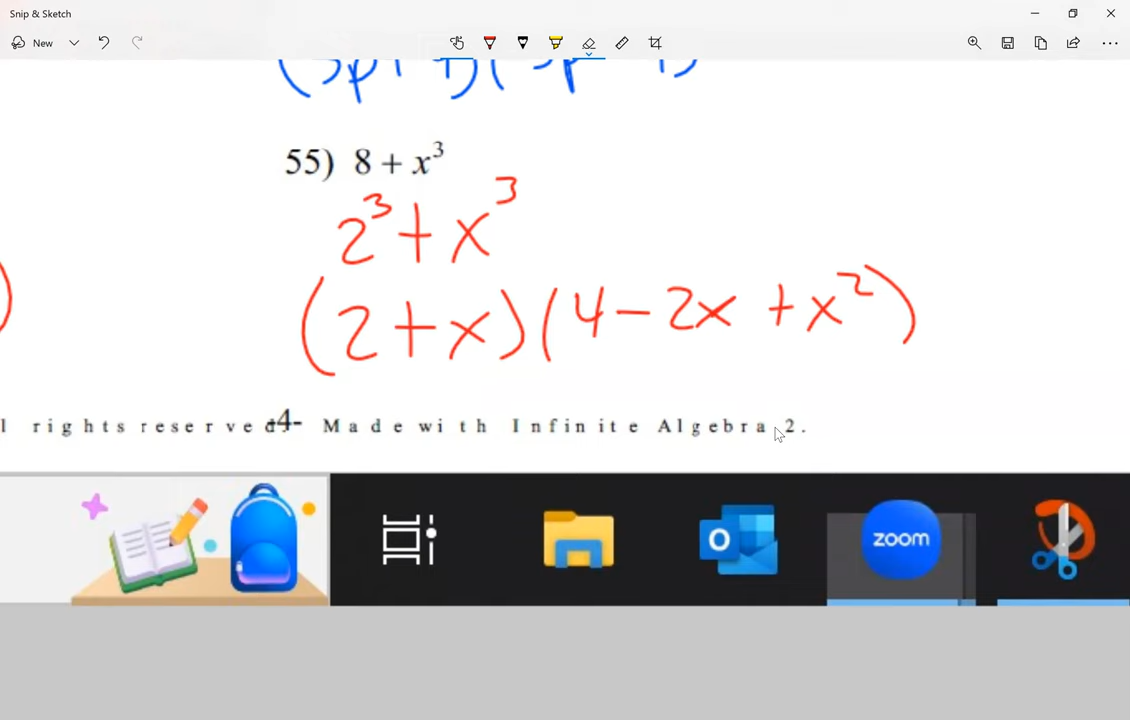 Snip & Sketch
New
55) 8 + x³
2³ + x³
(2 + x)(4 - 2x + x²)
l rights reserved
-4-
Made with Infinite Algebra 2.
O
zoom